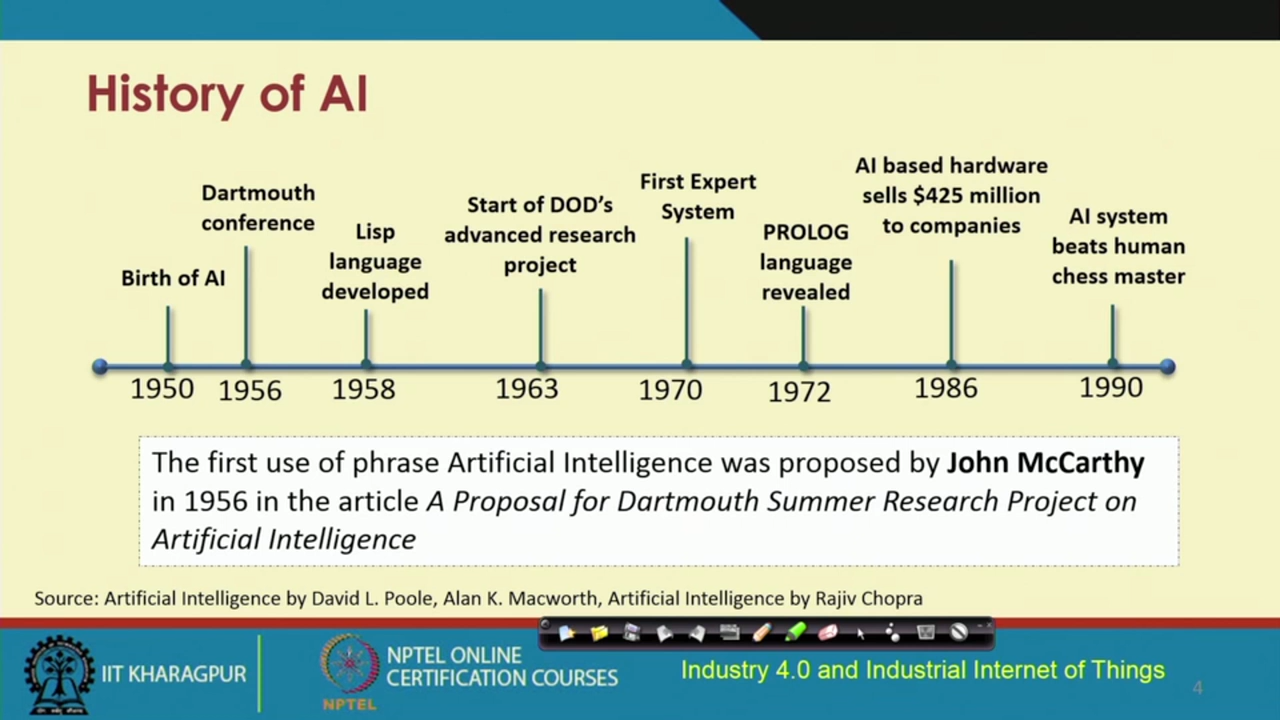 History of AI
Birth of AI
Dartmouth
conference
Lisp
language
developed
Start of DOD's
advanced research
project
First Expert
System
PROLOG
language
revealed
AI based hardware
sells $425 million
to companies
AI system
beats human
chess master
1950
1956
1958
1963
1970
1972
1986
1990
The first use of phrase Artificial Intelligence was proposed by John McCarthy
in 1956 in the article A Proposal for Dartmouth Summer Research Project on
Artificial Intelligence
Source: Artificial Intelligence by David L. Poole, Alan K. Macworth, Artificial Intelligence by Rajiv Chopra
IIT KHARAGPUR
NPTEL
NPTEL ONLINE
CERTIFICATION COURSES
Industry 4.0 and Industrial Internet of Things
4